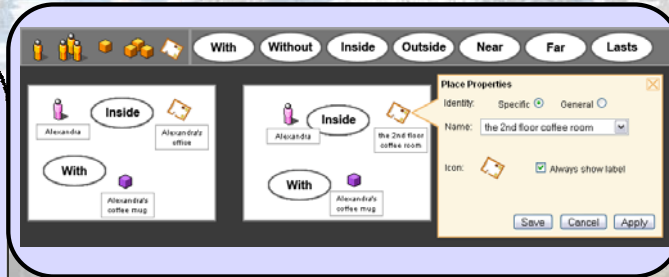 With Without Inside Outside Near Far Lasts
Inside
Alexandra
Alexandra's
office
With
Alexandra's
coffee mug
Inside
Alexandra
the 2nd floor
coffee room
With
Alexandra's
coffee mug
Place Properties
Identity: Specific General
Name: the 2nd floor coffee room
Icon: Always show label
Save Cancel Apply